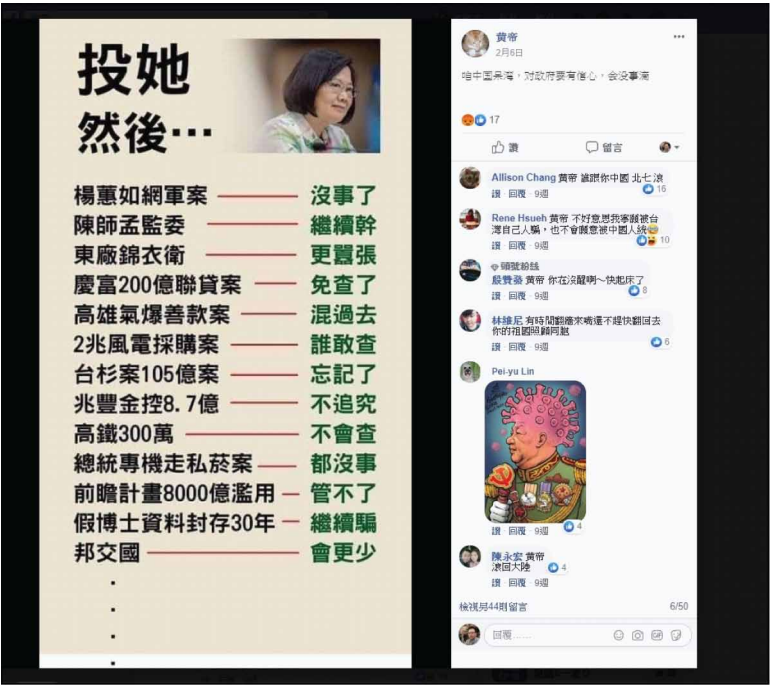 投她
然後⋯
楊蕙如網軍案 沒事了
陳師孟監委 繼續幹
東廠錦衣衛 更囂張
慶富200億聯貸案 免查了
高雄氣爆善款案 混過去
2兆風電採購案 誰敢查
台杉案105億案 忘記了
兆豐金控8.7億 不追究
高鐵300萬 不會查
總統專機走私菸案 都沒事
前瞻計畫8000億濫用 管不了
假博士資料封存30年 繼續騙
邦交國 會更少
黄帝
2月6日
咱中国呆湾,对政府要有信心,会没事滴
17
讚 留言
Allison Chang 黄帝 誰跟你中國 北七 滾
16
讚 · 回覆 · 9週
Rene Hsueh 黄帝 不好意思我寧願被台
灣自己人騙,也不會願意被中國人統
10
讚 · 回覆 · 9週
頭號粉絲
殷贊臺 黄帝 你在沒醒啊~快起床了
8
讚 · 回覆 · 9週
林維尼 有時間翻牆來嘴還不趕快翻回去
你的祖國照顧同胞
6
讚 · 回覆 · 9週
Pei-yu Lin
讚 · 回覆 · 9週
4
陳永宏 黄帝
滾回大陸
4
讚 · 回覆 · 9週
檢視另44則留言 6/50
回覆......
GIF